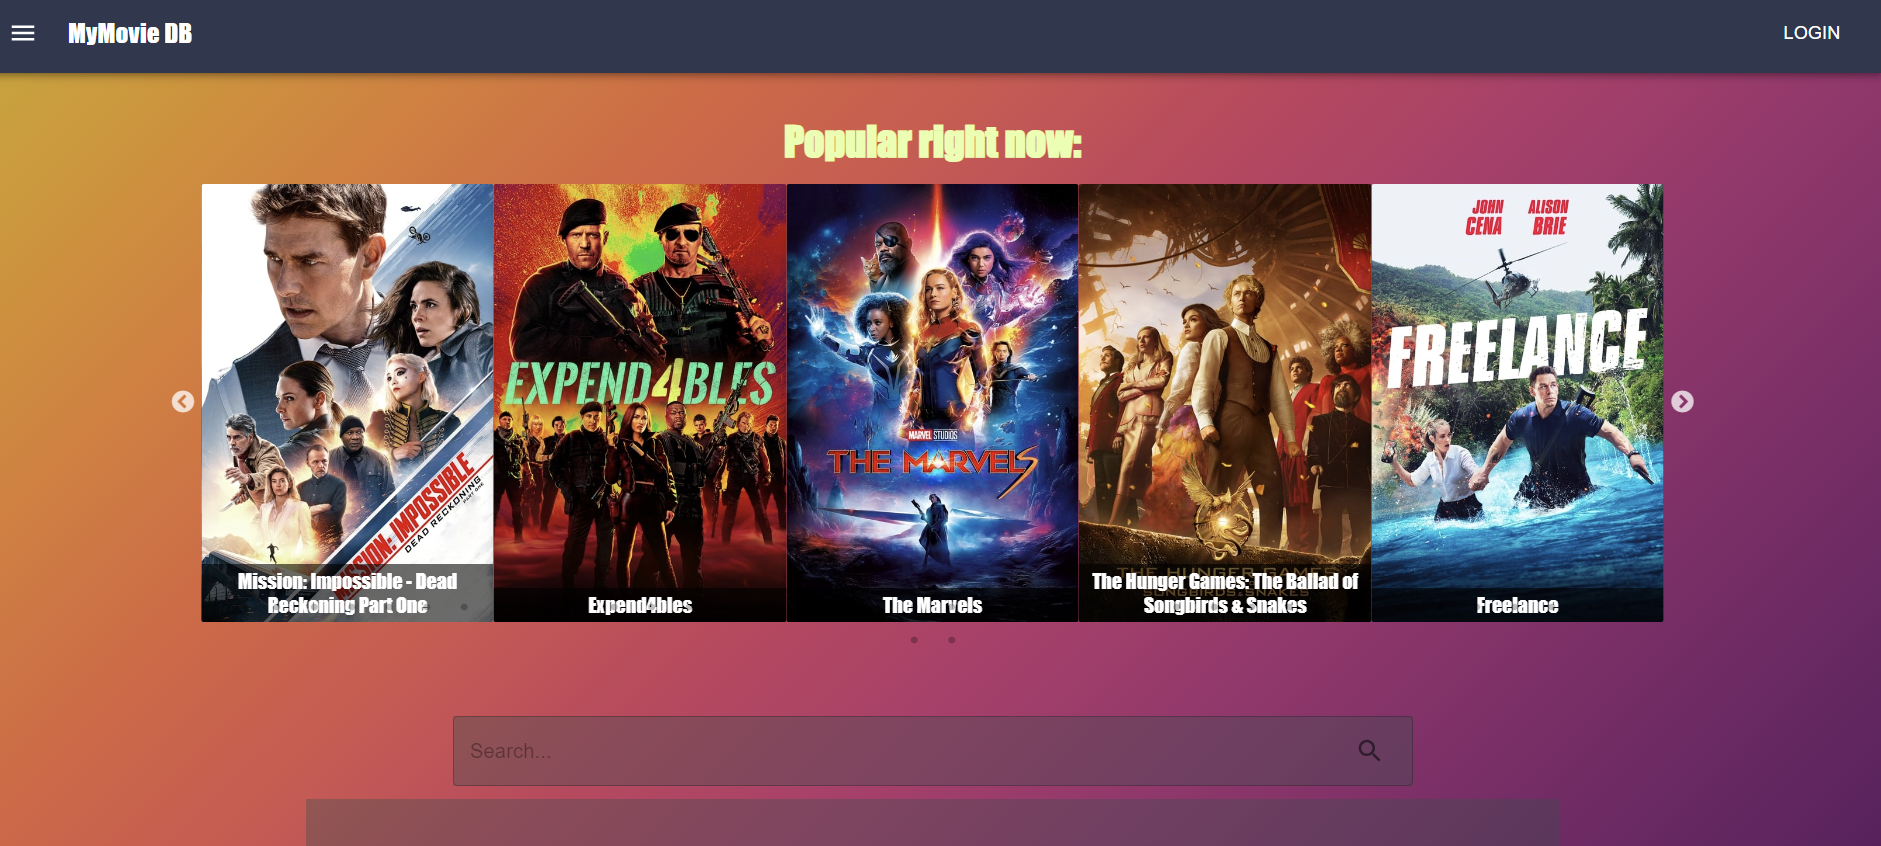 MyMovie DB
LOGIN
Popular right now:
MISSION: IMPOSSIBLE
DEAD RECKONING
PART ONE
Mission: Impossible - Dead
Reckoning Part One
EXPEND4BLES
Expend4bles
MARVEL STUDIOS
THE MARVELS
The Marvels
THE HUNGER GAMES
SONGBIRDS & SNAKES
The Hunger Games: The Ballad of
Songbirds & Snakes
JOHN CENA
ALISON BRIE
FREELANCE
Freelance
Search...